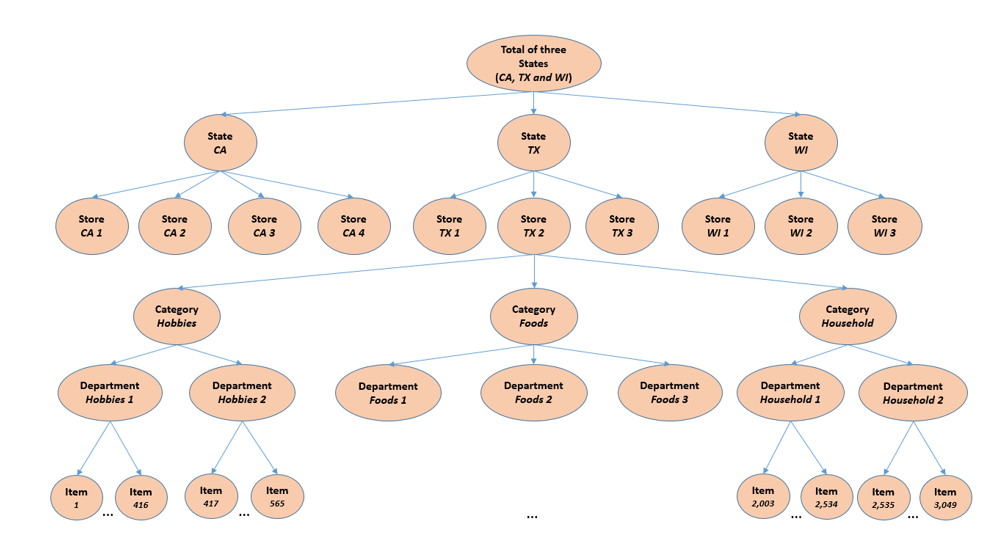 Total of three
States
(CA, TX and WI)
State
CA
State
TX
State
WI
Store
CA 1
Store
CA 2
Store
CA 3
Store
CA 4
Store
TX 1
Store
TX 2
Store
TX 3
Store
WI 1
Store
WI 2
Store
WI 3
Category
Hobbies
Category
Foods
Category
Household
Department
Hobbies 1
Department
Hobbies 2
Department
Foods 1
Department
Foods 2
Department
Foods 3
Department
Household 1
Department
Household 2
Item
1
...
Item
416
Item
417
...
Item
565
...
Item
2,003
...
Item
2,534
Item
2,535
...
Item
3,049